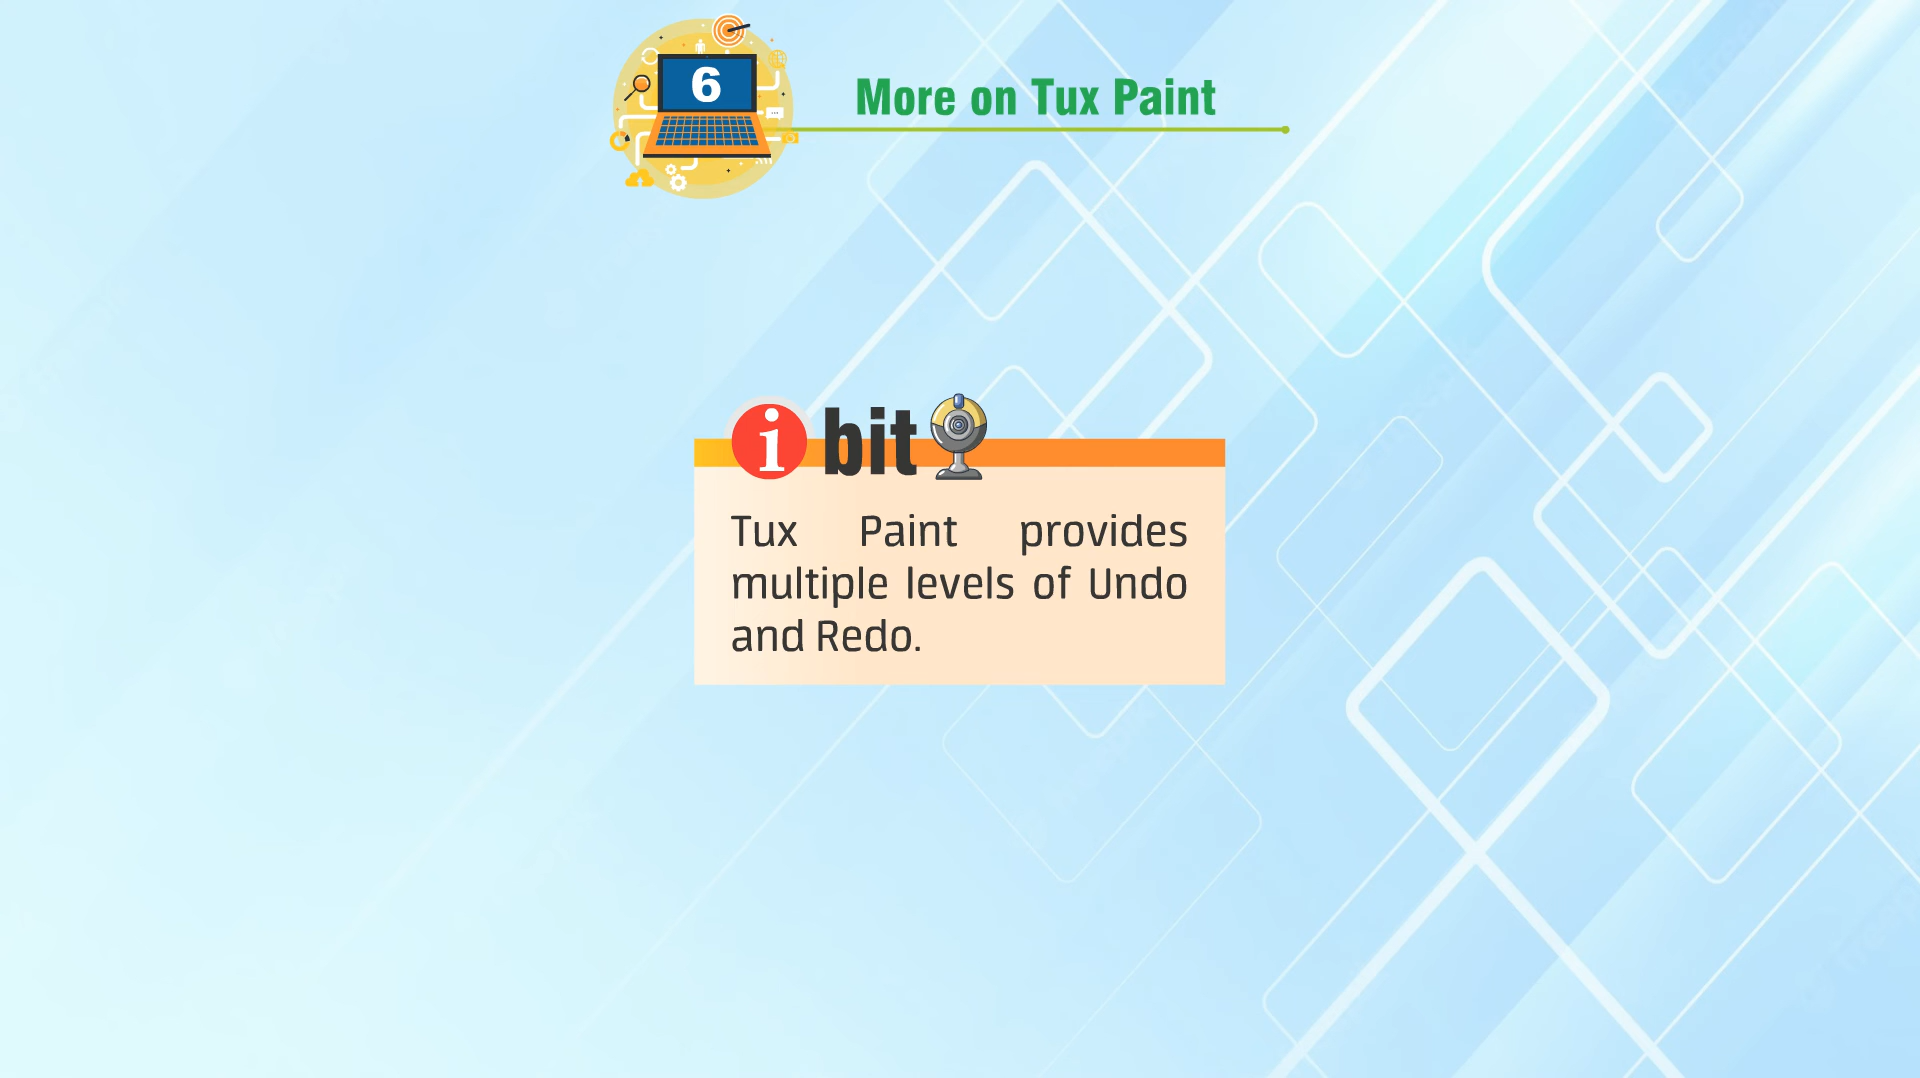 6
More on Tux Paint
i bit
Tux Paint provides
multiple levels of Undo
and Redo.